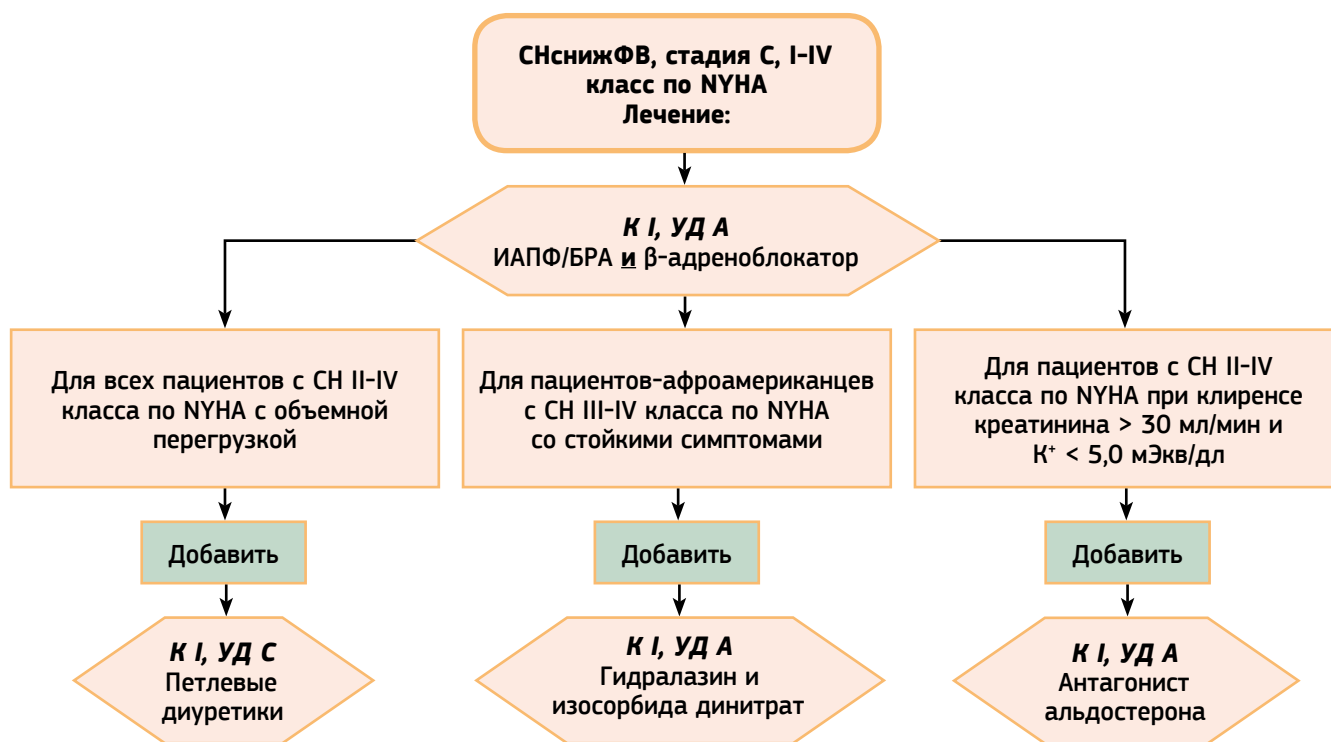 СНснижФВ, стадия С, I-IV
класс по NYHA
Лечение:
К I, УД А
ИАПФ/БРА и β-адреноблокатор
Для всех пациентов с СН II-IV
класса по NYHA с объемной
перегрузкой
Для пациентов-афроамериканцев
с СН III-IV класса по NYHA
со стойкими симптомами
Для пациентов с СН II-IV
класса по NYHA при клиренсе
креатинина > 30 мл/мин и
К⁺ < 5,0 мЭкв/дл
Добавить
Добавить
Добавить
К I, УД С
Петлевые
диуретики
К I, УД А
Гидралазин и
изосорбида динитрат
К I, УД А
Антагонист
альдостерона